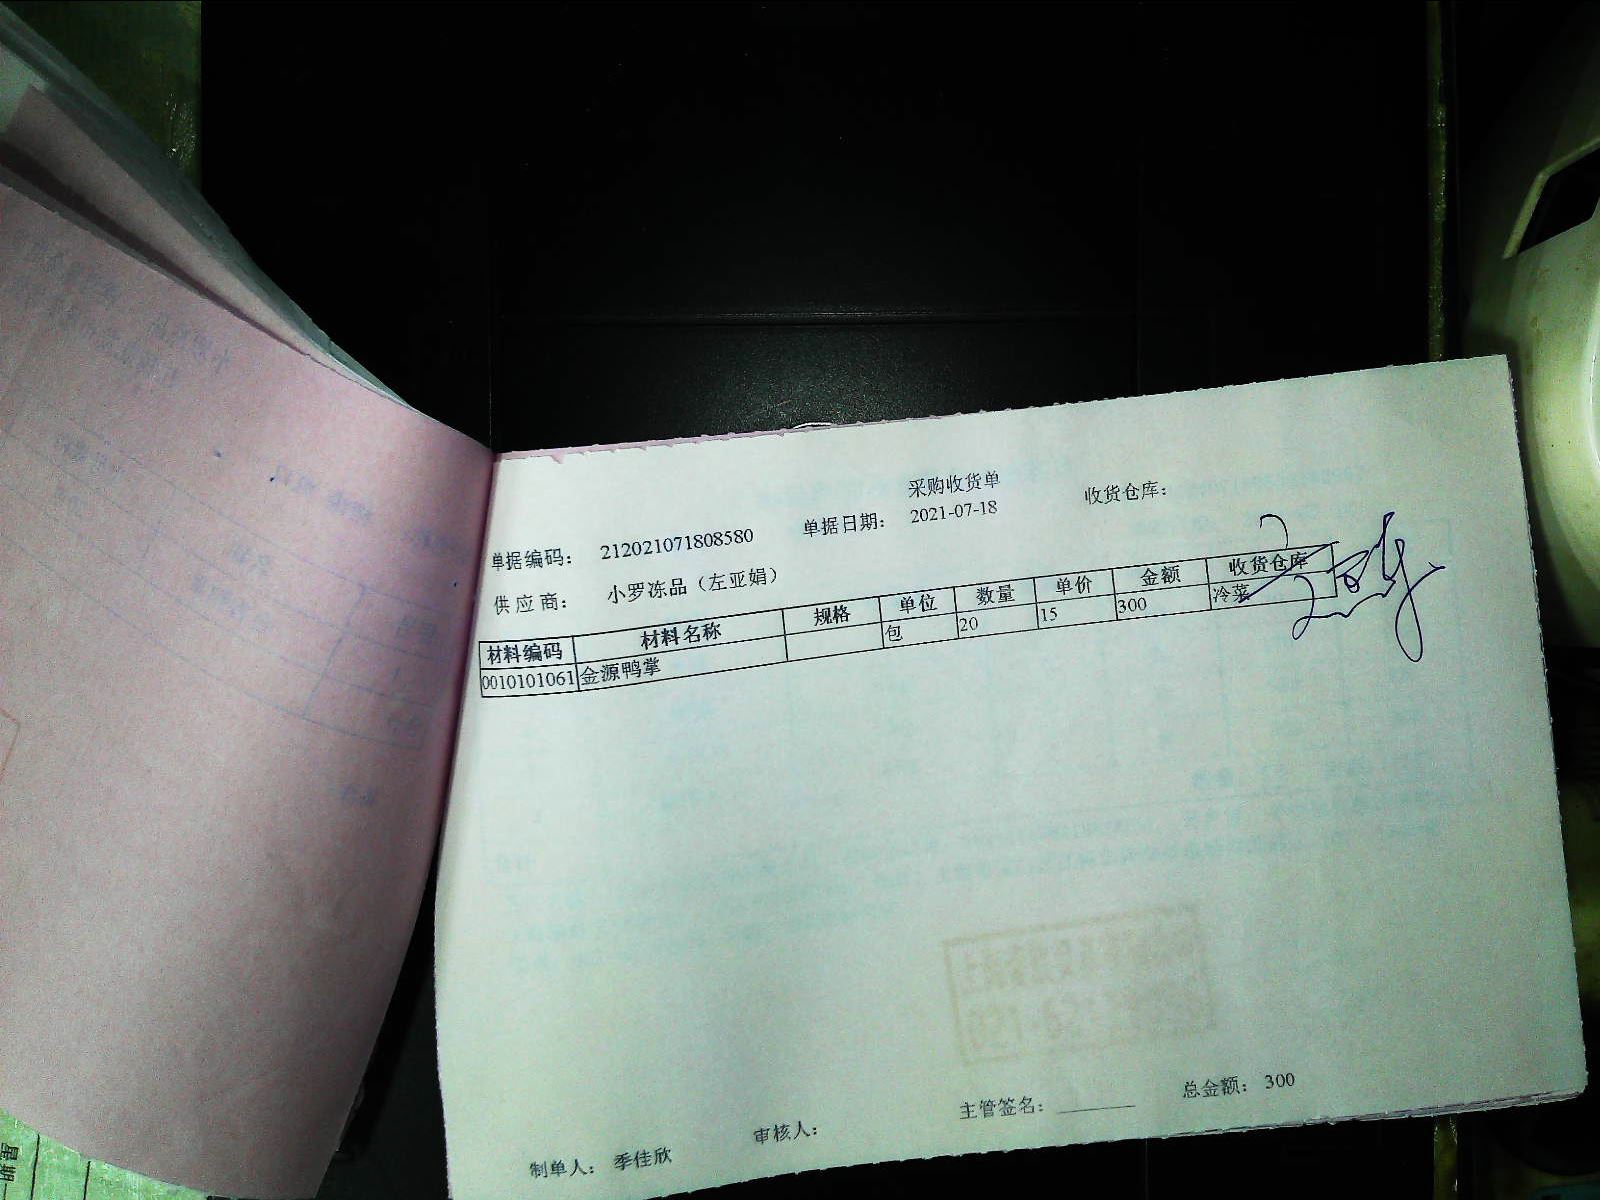 采购收货单
单据编码： 212021071808580 单据日期： 2021-07-18 收货仓库：
供应商： 小罗冻品（左亚娟）
材料编码 材料名称 规格 单位 数量 单价 金额 收货仓库
0010101061 金源鸭掌 包 20 15 300 冷菜
制单人： 季佳欣 审核人： 主管签名： 总金额： 300
星期